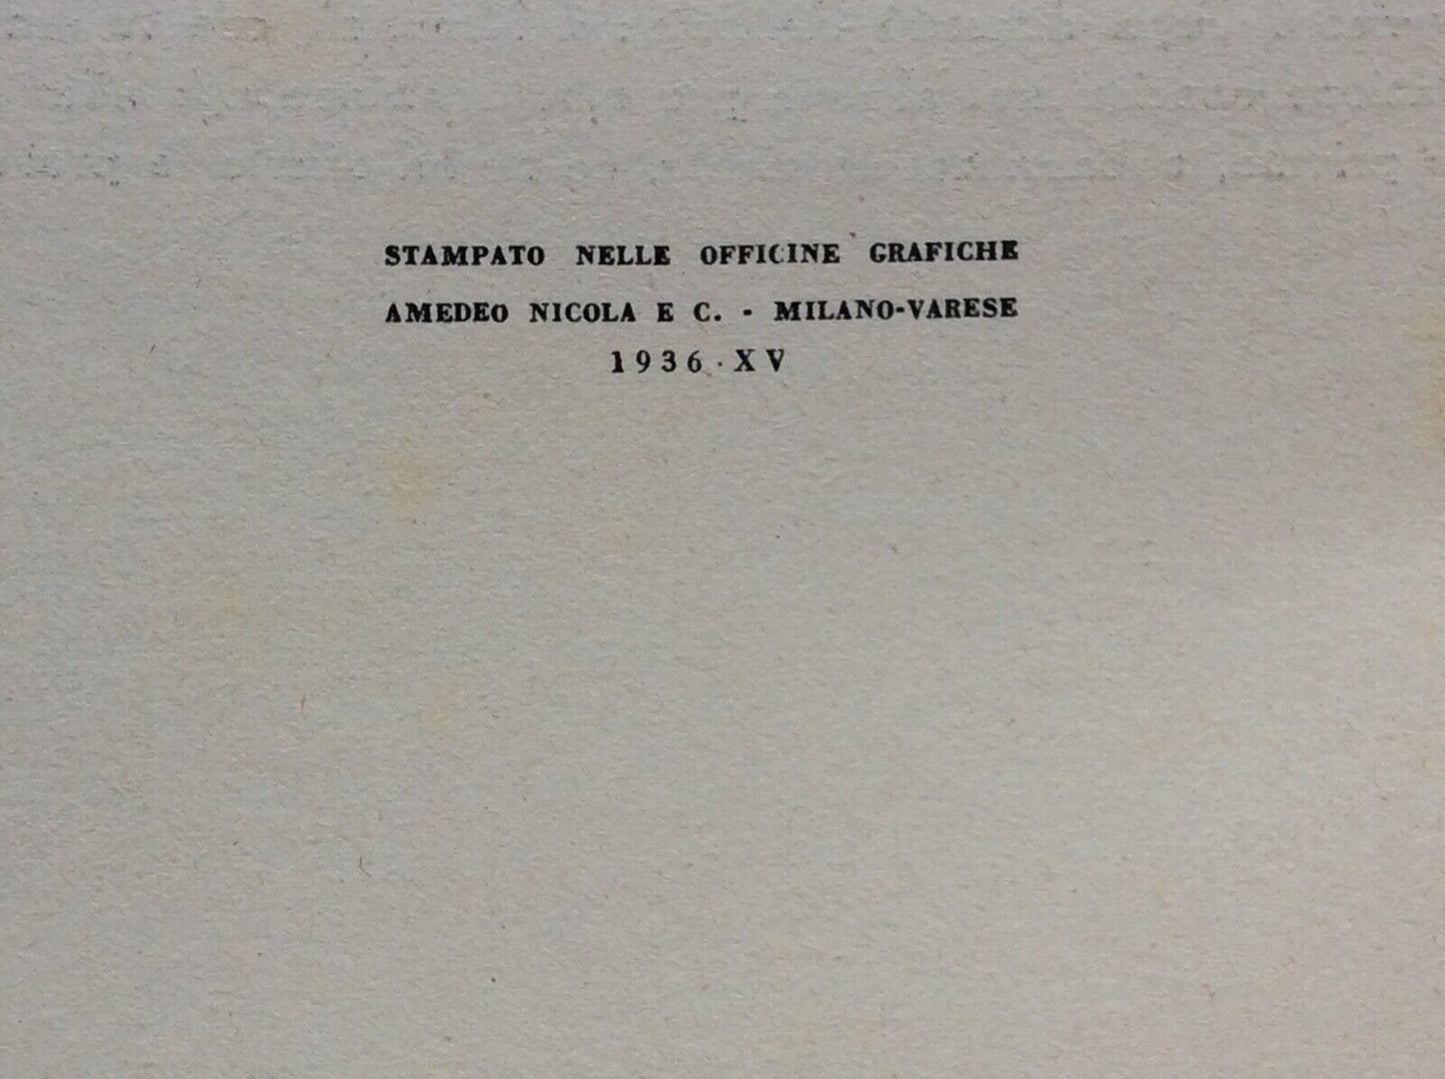 STAMPATO NELLE OFFICINE GRAFICHE
AMEDEO NICOLA E C. - MILANO-VARESE
1936 · XV